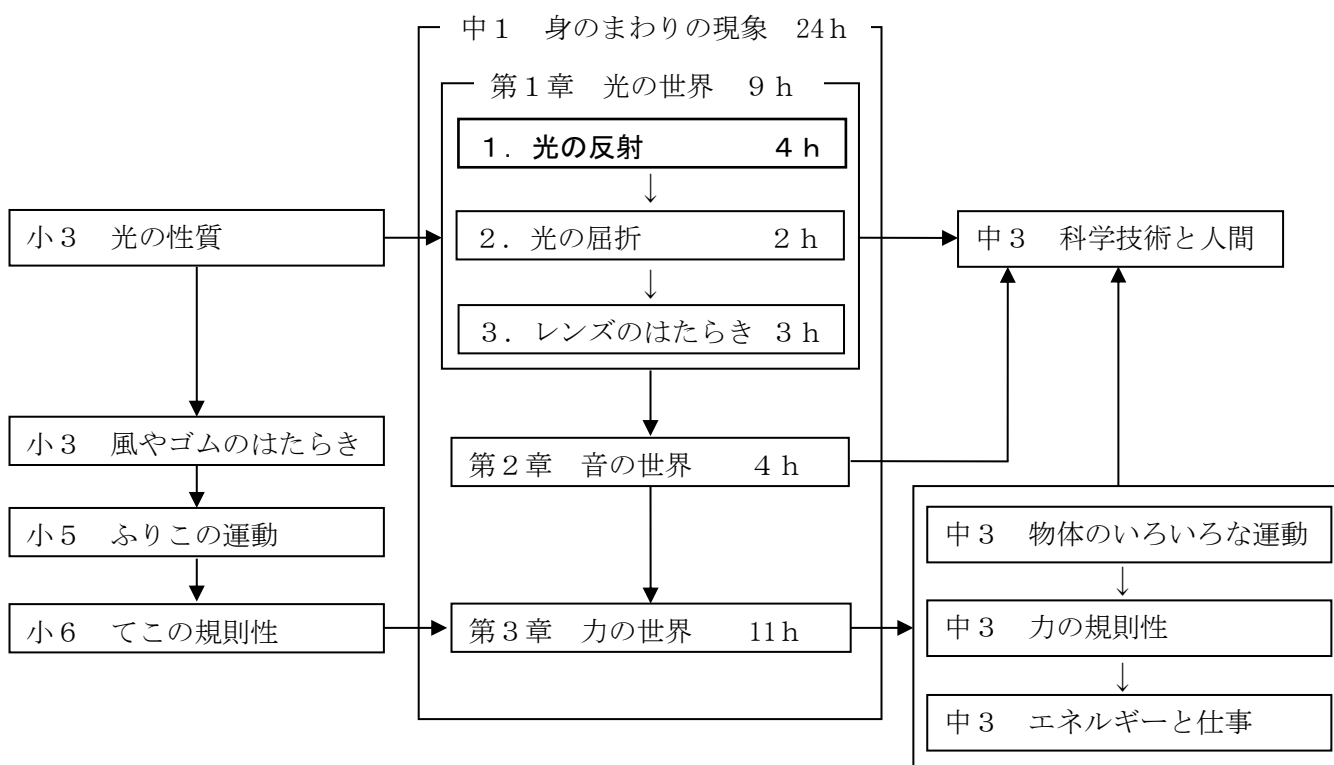 中１　身のまわりの現象　24ｈ
第１章　光の世界　９ｈ
１．光の反射　４ｈ
↓
２．光の屈折　２ｈ
↓
３．レンズのはたらき　３ｈ
小３　光の性質
中３　科学技術と人間
小３　風やゴムのはたらき
第２章　音の世界　４ｈ
小５　ふりこの運動
中３　物体のいろいろな運動
↓
小６　てこの規則性
第３章　力の世界　11ｈ
中３　力の規則性
↓
中３　エネルギーと仕事